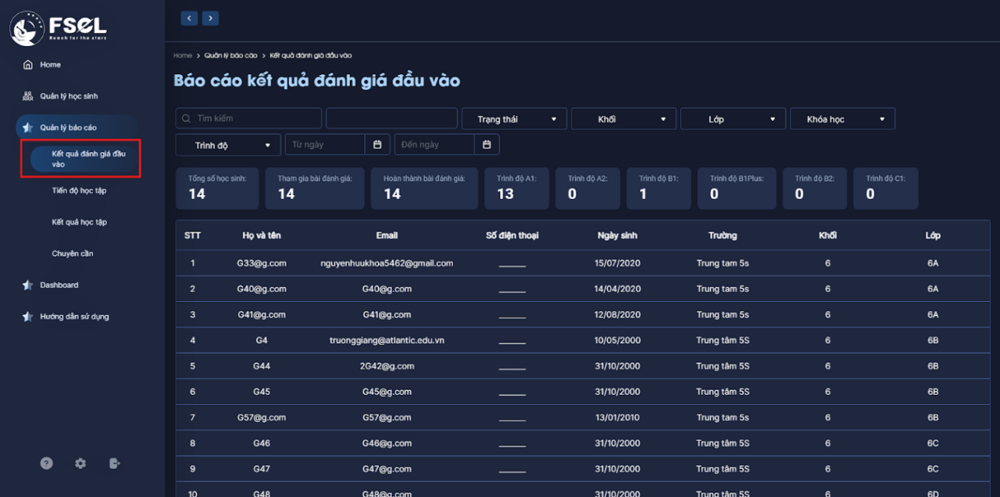 FSEL
Reach for the stars
Home
Quản lý học sinh
Quản lý báo cáo
Kết quả đánh giá đầu
vào
Tiến độ học tập
Kết quả học tập
Chuyên cần
Dashboard
Hướng dẫn sử dụng
Home > Quản lý báo cáo > Kết quả đánh giá đầu vào
Báo cáo kết quả đánh giá đầu vào
Tìm kiếm Trạng thái Khối Lớp Khóa học
Trình độ Từ ngày Đến ngày
Tổng số học sinh: Tham gia bài đánh giá: Hoàn thành bài đánh giá: Trình độ A1: Trình độ A2: Trình độ B1: Trình độ B1Plus: Trình độ B2: Trình độ C1:
14 14 14 13 0 1 0 0 0
STT Họ và tên Email Số điện thoại Ngày sinh Trường Khối Lớp
1 G33@g.com nguyenhuukhoa5462@gmail.com ______ 15/07/2020 Trung tam 5s 6 6A
2 G40@g.com G40@g.com ______ 14/04/2020 Trung tam 5s 6 6A
3 G41@g.com G41@g.com ______ 12/08/2020 Trung tam 5s 6 6A
4 G4 truonggiang@atlantic.edu.vn ______ 10/05/2000 Trung tâm 5S 6 6B
5 G44 2G42@g.com ______ 31/10/2000 Trung tâm 5S 6 6B
6 G45 G45@g.com ______ 31/10/2000 Trung tâm 5S 6 6B
7 G57@g.com G57@g.com ______ 13/01/2010 Trung tam 5s 6 6B
8 G46 G46@g.com ______ 31/10/2000 Trung tâm 5S 6 6C
9 G47 G47@g.com ______ 31/10/2000 Trung tâm 5S 6 6C
10 G48 G48@g.com 31/10/2000 Trung tâm 5S 6 6D